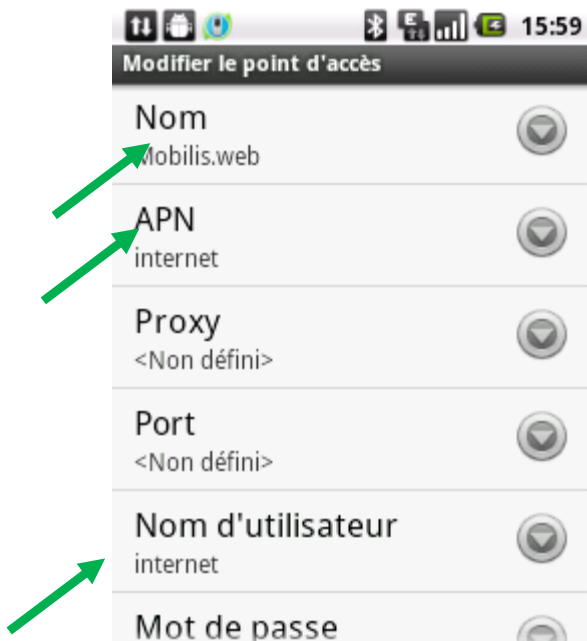 15:59
Modifier le point d'accès
Nom
Mobilis.web
APN
internet
Proxy
<Non défini>
Port
<Non défini>
Nom d'utilisateur
internet
Mot de passe